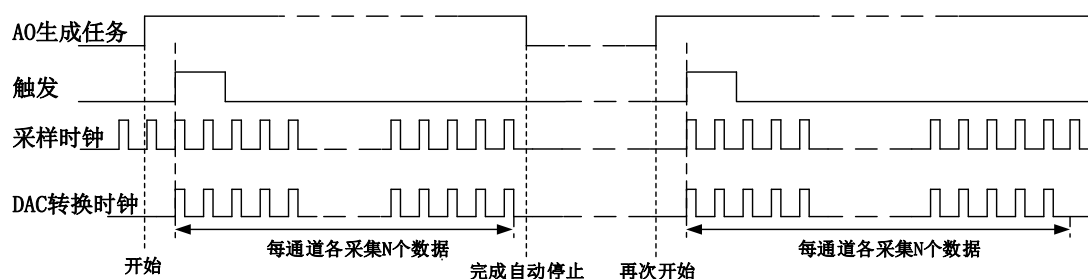 AO生成任务
触发
采样时钟
DAC转换时钟
每通道各采集N个数据
每通道各采集N个数据
开始
完成自动停止
再次开始